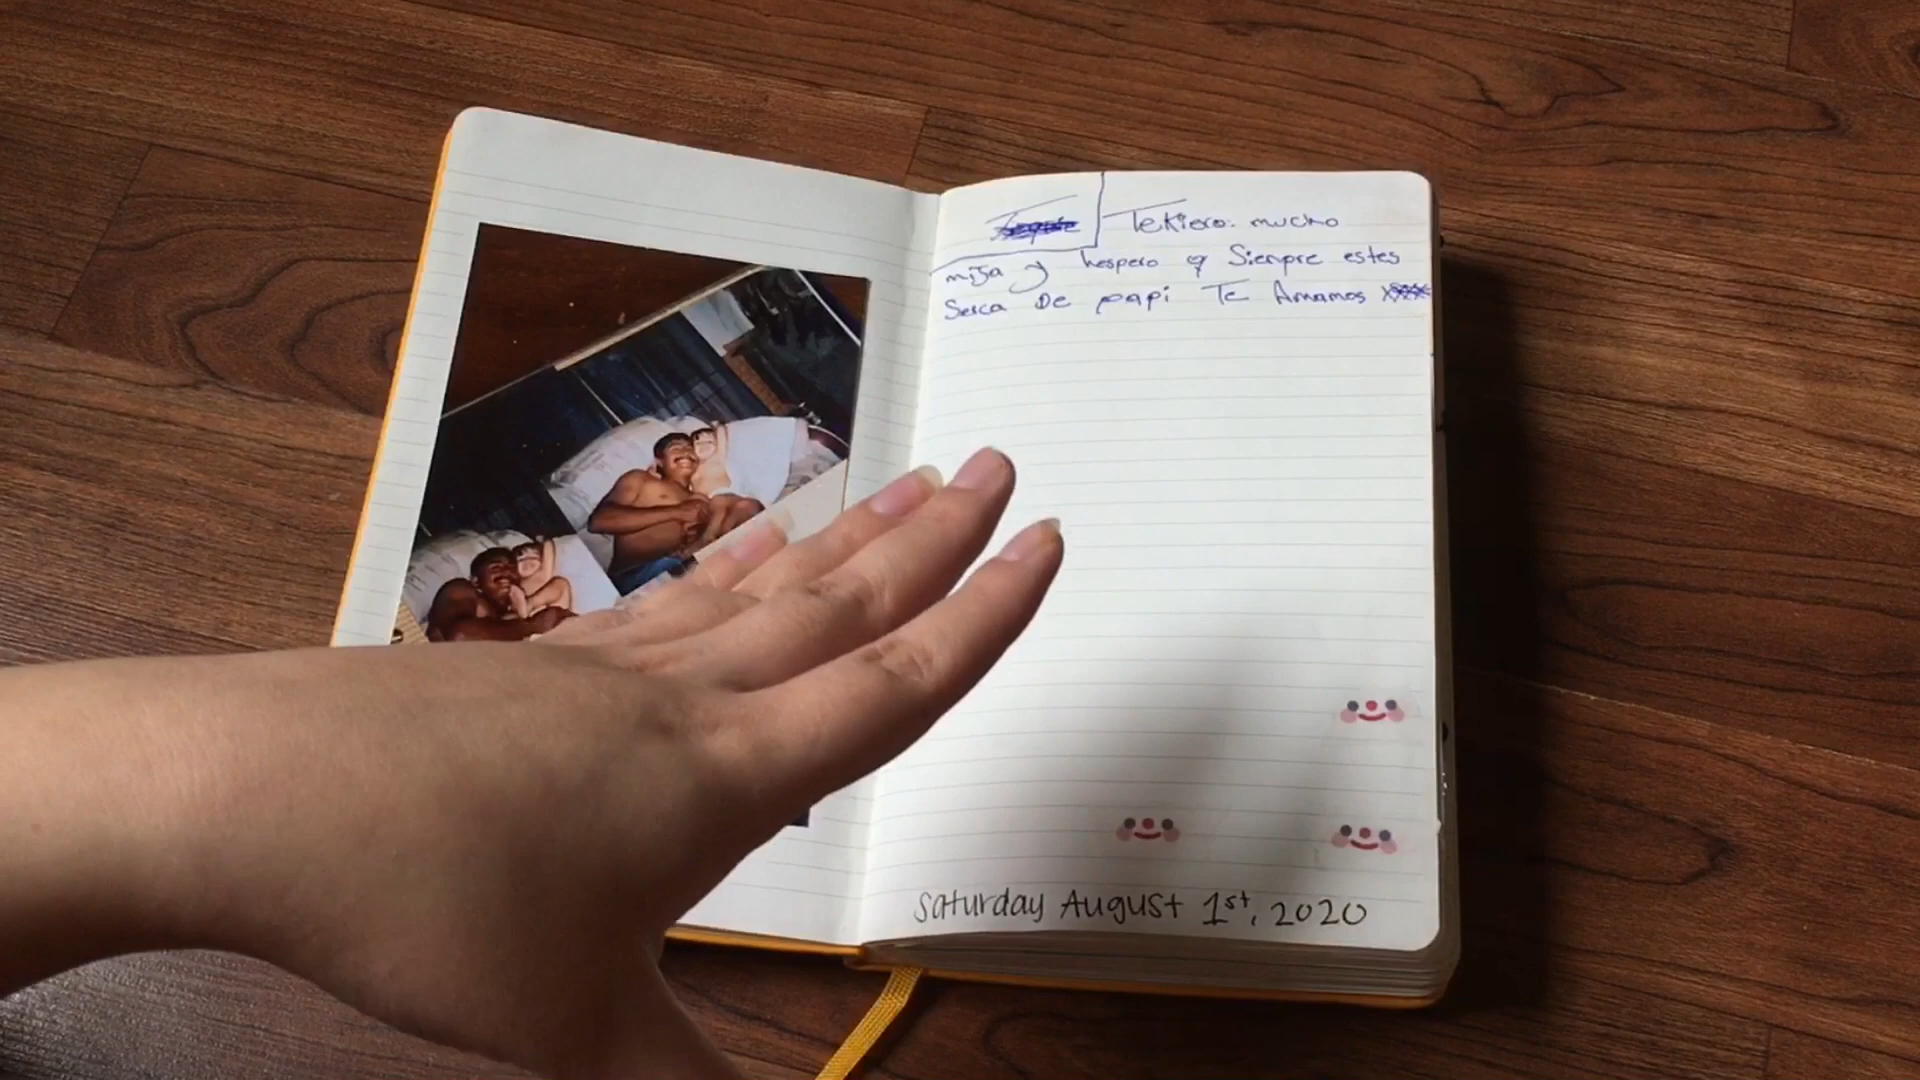 TeKiero. mucho
miJa y hespero q Siempre estes
Serca De papi Te Amamos
Saturday August 1st, 2020